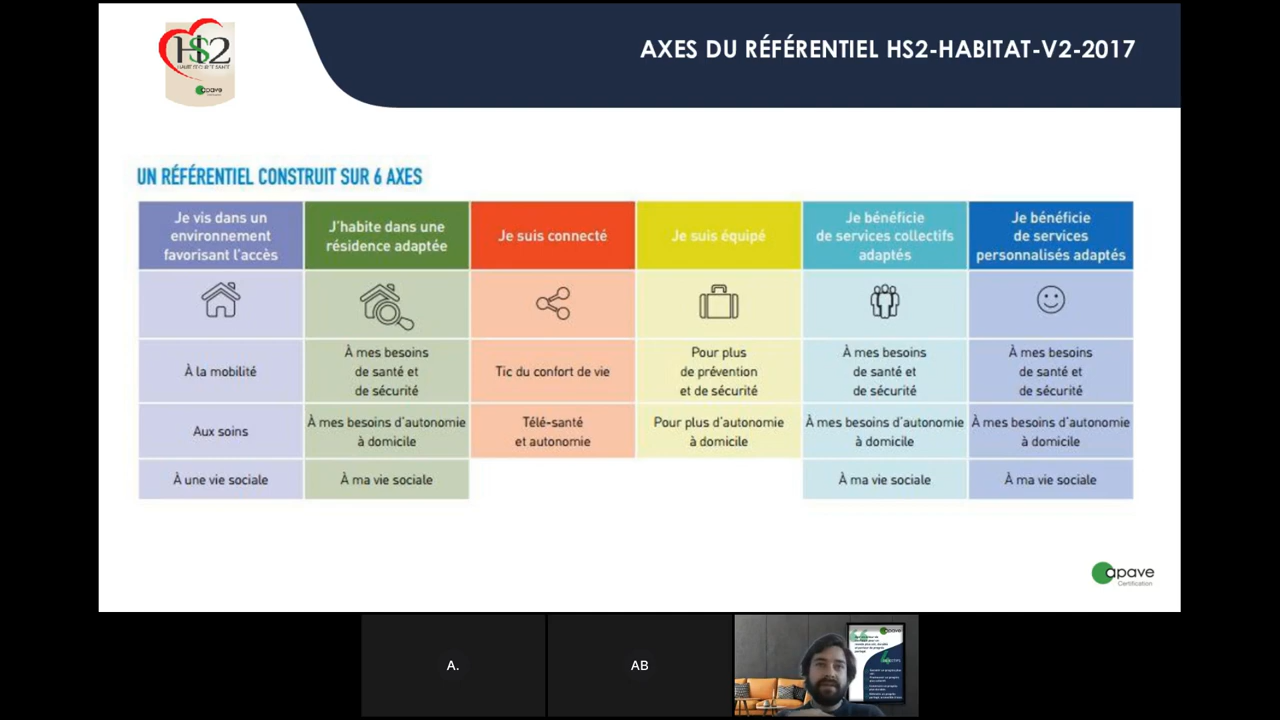 HS2
HAUTE SÉCURITÉ SANTÉ
apave
AXES DU RÉFÉRENTIEL HS2-HABITAT-V2-2017
UN RÉFÉRENTIEL CONSTRUIT SUR 6 AXES
Je vis dans un
environnement
favorisant l'accès
À la mobilité
Aux soins
À une vie sociale
J'habite dans une
résidence adaptée
À mes besoins
de santé et
de sécurité
À mes besoins d'autonomie
à domicile
À ma vie sociale
Je suis connecté
Tic du confort de vie
Télé-santé
et autonomie
Je suis équipé
Pour plus
de prévention
et de sécurité
Pour plus d'autonomie
à domicile
Je bénéficie
de services collectifs
adaptés
À mes besoins
de santé et
de sécurité
À mes besoins d'autonomie
à domicile
À ma vie sociale
Je bénéficie
de services
personnalisés adaptés
À mes besoins
de santé et
de sécurité
À mes besoins d'autonomie
à domicile
À ma vie sociale
apave
Certification
A.
AB
apave